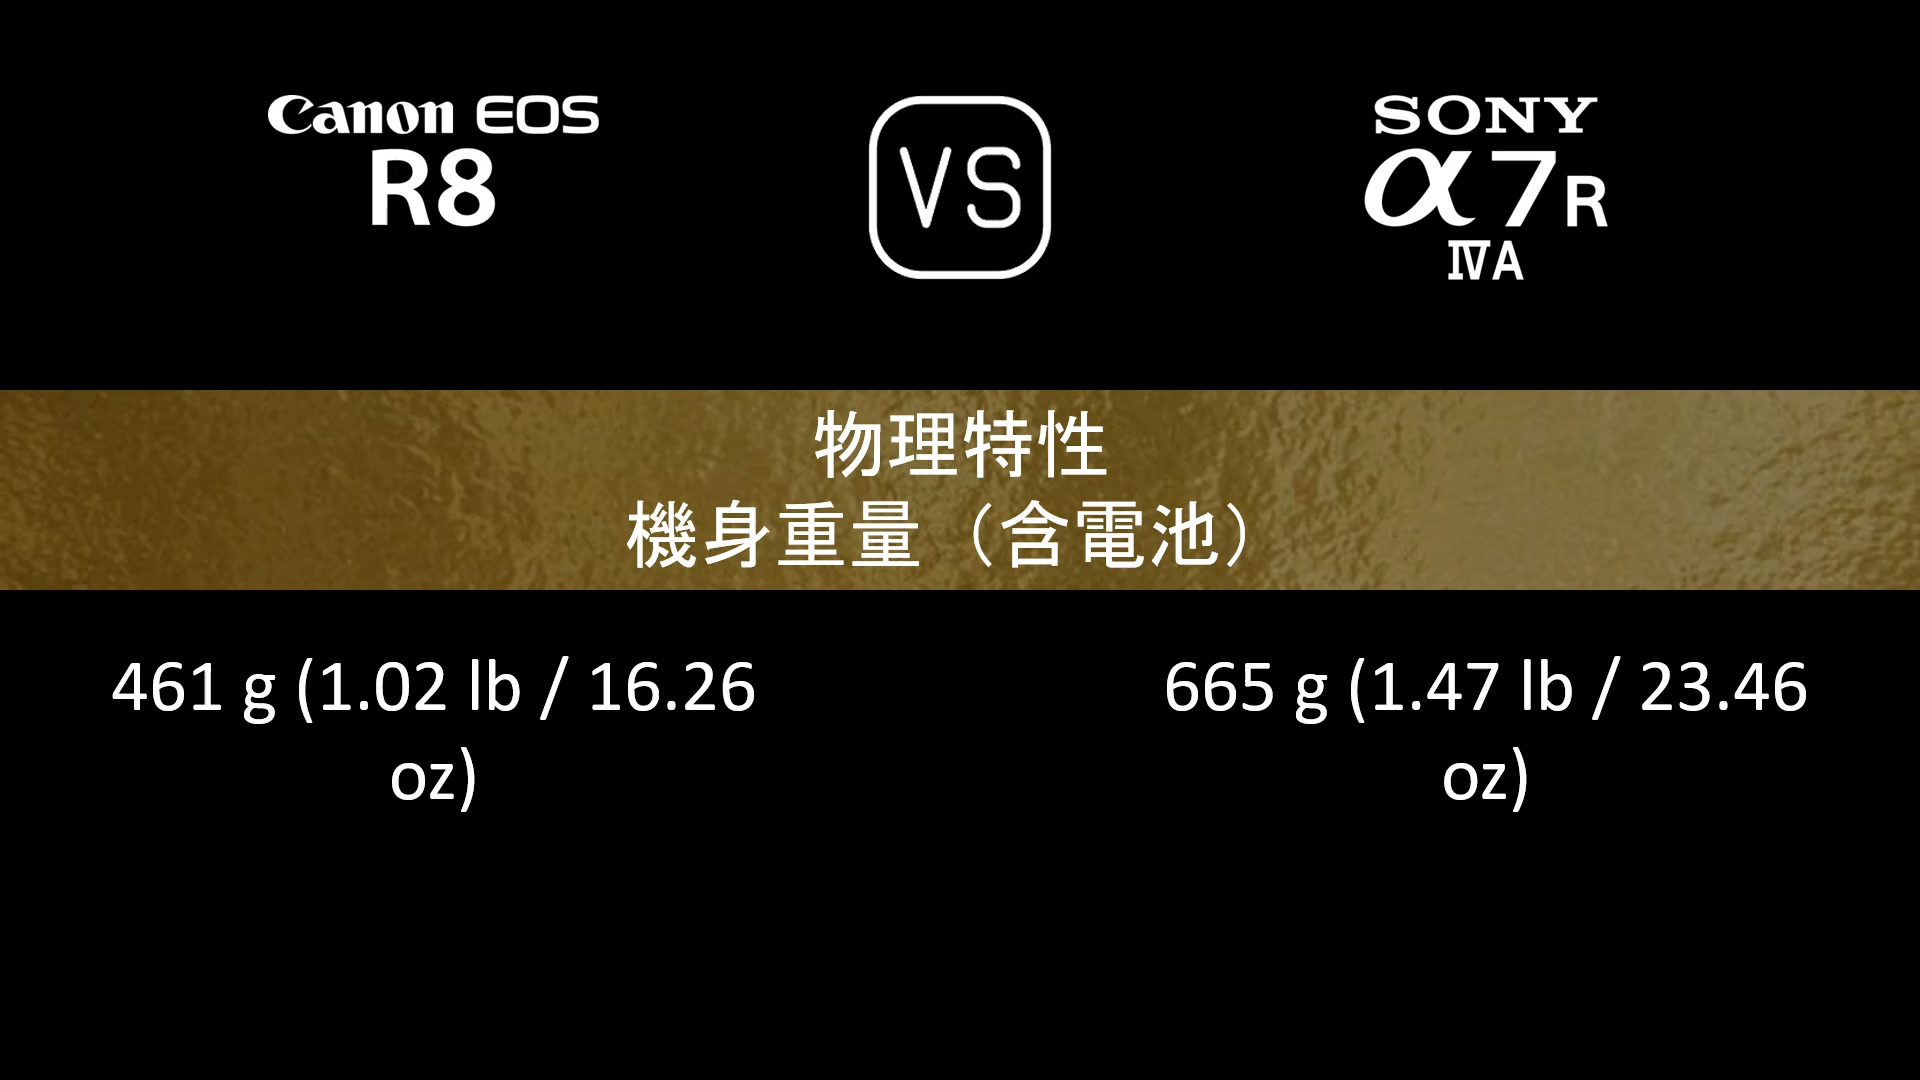 Canon EOS
R8
VS
SONY
α7R
IVA
物理特性
機身重量（含電池）
461 g (1.02 lb / 16.26
oz)
665 g (1.47 lb / 23.46
oz)